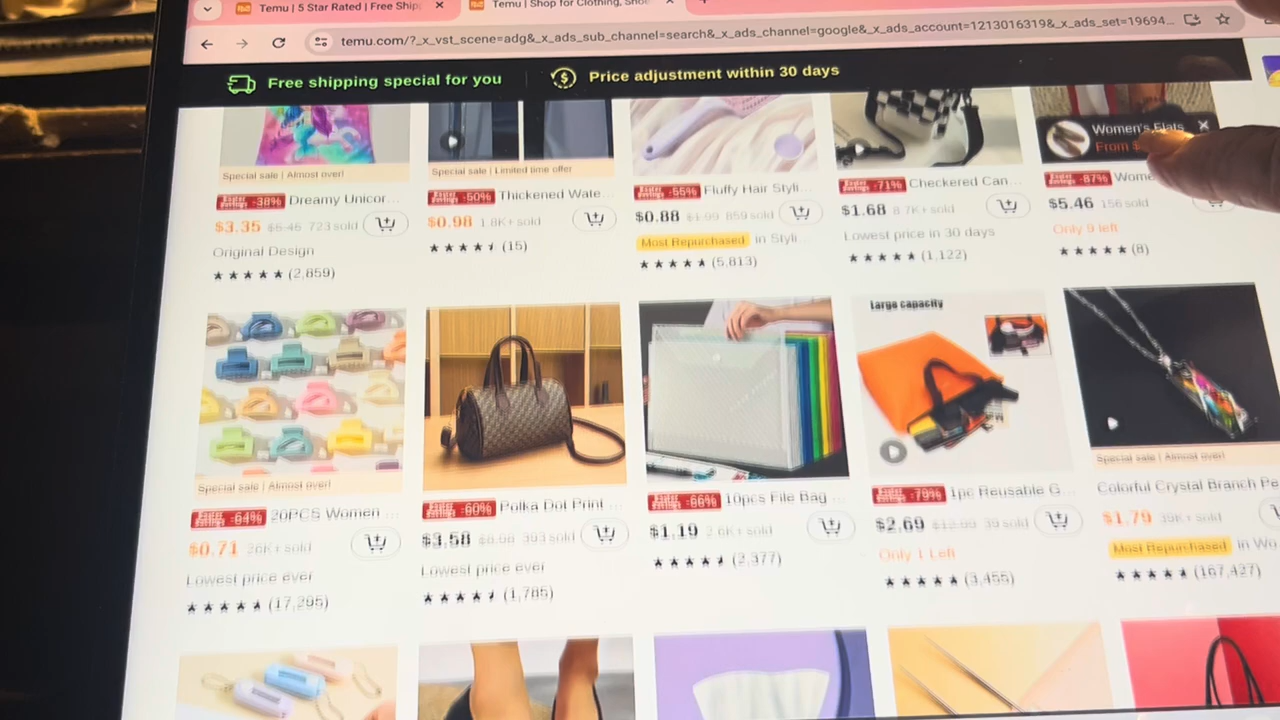 Temu | 5 Star Rated | Free Ship
Temu | Shop for Clothing, Shoe
temu.com/?_x_vst_scene=adg&_x_ads_sub_channel=search&_x_ads_channel=google&_x_ads_account=1213016319&_x_ads_set=19694...
Free shipping special for you
Price adjustment within 30 days
Women's Flats
From $
Special sale | Almost over!
Special sale | Limited time offer
-38% Dreamy Unicor...
$3.35 $5.45 723 sold
Original Design
(2,859)
-50% Thickened Wate...
$0.98 1.8K+ sold
(15)
-55% Fluffy Hair Styli...
$0.88 $1.99 859 sold
Most Repurchased in Styli...
(5,813)
-71% Checkered Can...
$1.68 8.7K+ sold
Lowest price in 30 days
(1,122)
-87% Wome
$5.46 156 sold
Only 9 left
(8)
Large capacity
Special sale | Almost over!
-64% 20PCS Women ...
$0.71 26K+ sold
Lowest price ever
(17,295)
-60% Polka Dot Print ...
$3.58 393 sold
Lowest price ever
(1,785)
-66% 10pcs File Bag ...
$1.19 2.6K+ sold
(2,377)
-79% 1pc Reusable G...
$2.69 $12.99 39 sold
Only 1 Left
(3,455)
Special sale | Almost over!
Colorful Crystal Branch Pe
$1.79 39K+ sold
Most Repurchased in Wo
(167,427)